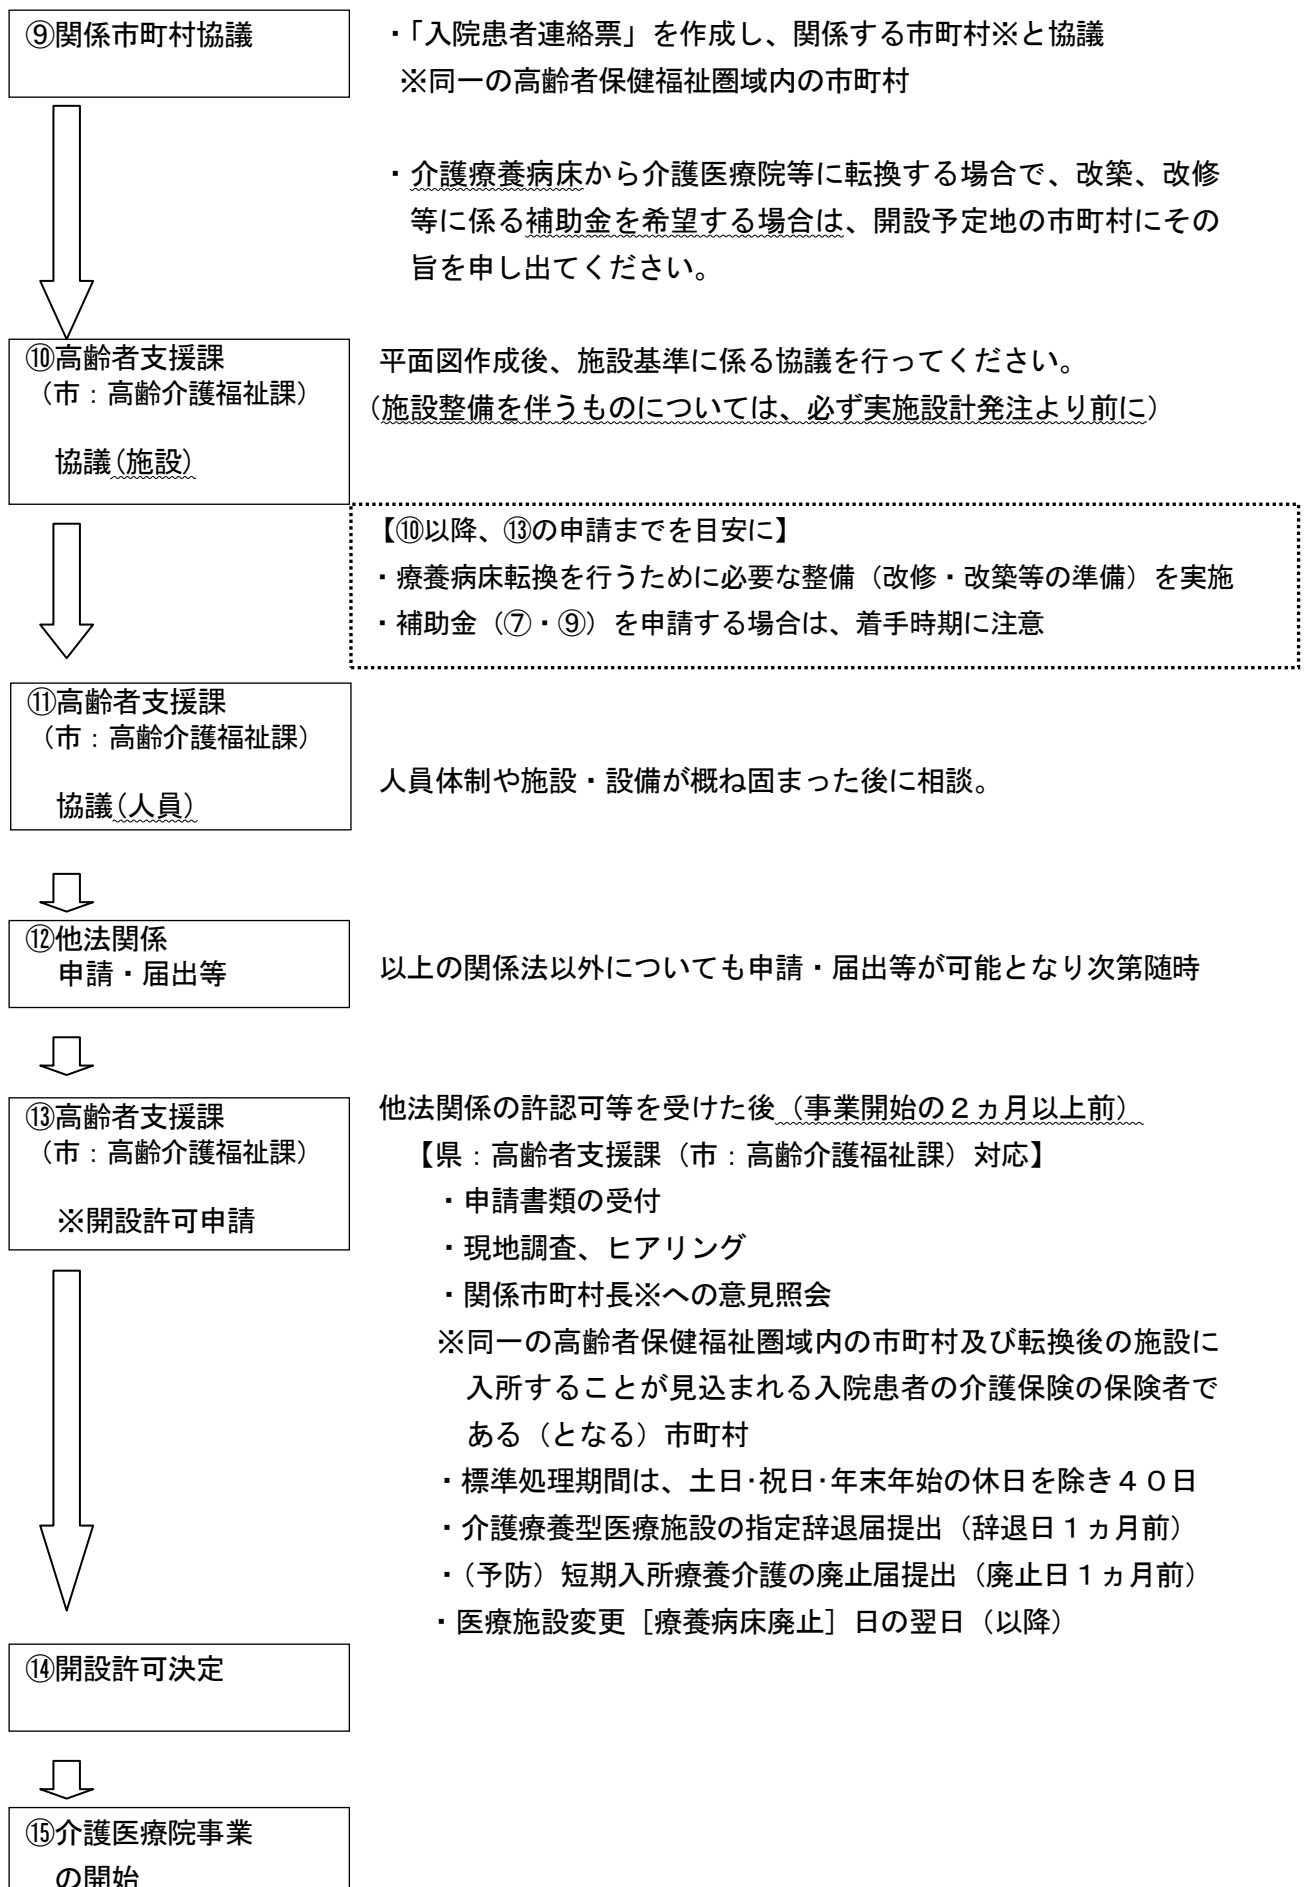 ⑨関係市町村協議
・「入院患者連絡票」を作成し、関係する市町村※と協議
※同一の高齢者保健福祉圏域内の市町村
・介護療養病床から介護医療院等に転換する場合で、改築、改修
等に係る補助金を希望する場合は、開設予定地の市町村にその
旨を申し出てください。
⑩高齢者支援課
（市：高齢介護福祉課）
協議（施設）
平面図作成後、施設基準に係る協議を行ってください。
（施設整備を伴うものについては、必ず実施設計発注より前に）
【⑩以降、⑬の申請までを目安に】
・療養病床転換を行うために必要な整備（改修・改築等の準備）を実施
・補助金（⑦・⑨）を申請する場合は、着手時期に注意
⑪高齢者支援課
（市：高齢介護福祉課）
協議（人員）
人員体制や施設・設備が概ね固まった後に相談。
⑫他法関係
申請・届出等
以上の関係法以外についても申請・届出等が可能となり次第随時
⑬高齢者支援課
（市：高齢介護福祉課）
※開設許可申請
他法関係の許認可等を受けた後（事業開始の２ヵ月以上前）
【県：高齢者支援課（市：高齢介護福祉課）対応】
・申請書類の受付
・現地調査、ヒアリング
・関係市町村長※への意見照会
※同一の高齢者保健福祉圏域内の市町村及び転換後の施設に
入所することが見込まれる入院患者の介護保険の保険者で
ある（となる）市町村
・標準処理期間は、土日･祝日･年末年始の休日を除き４０日
・介護療養型医療施設の指定辞退届提出（辞退日１ヵ月前）
・（予防）短期入所療養介護の廃止届提出（廃止日１ヵ月前）
・医療施設変更［療養病床廃止］日の翌日（以降）
⑭開設許可決定
⑮介護医療院事業
の開始